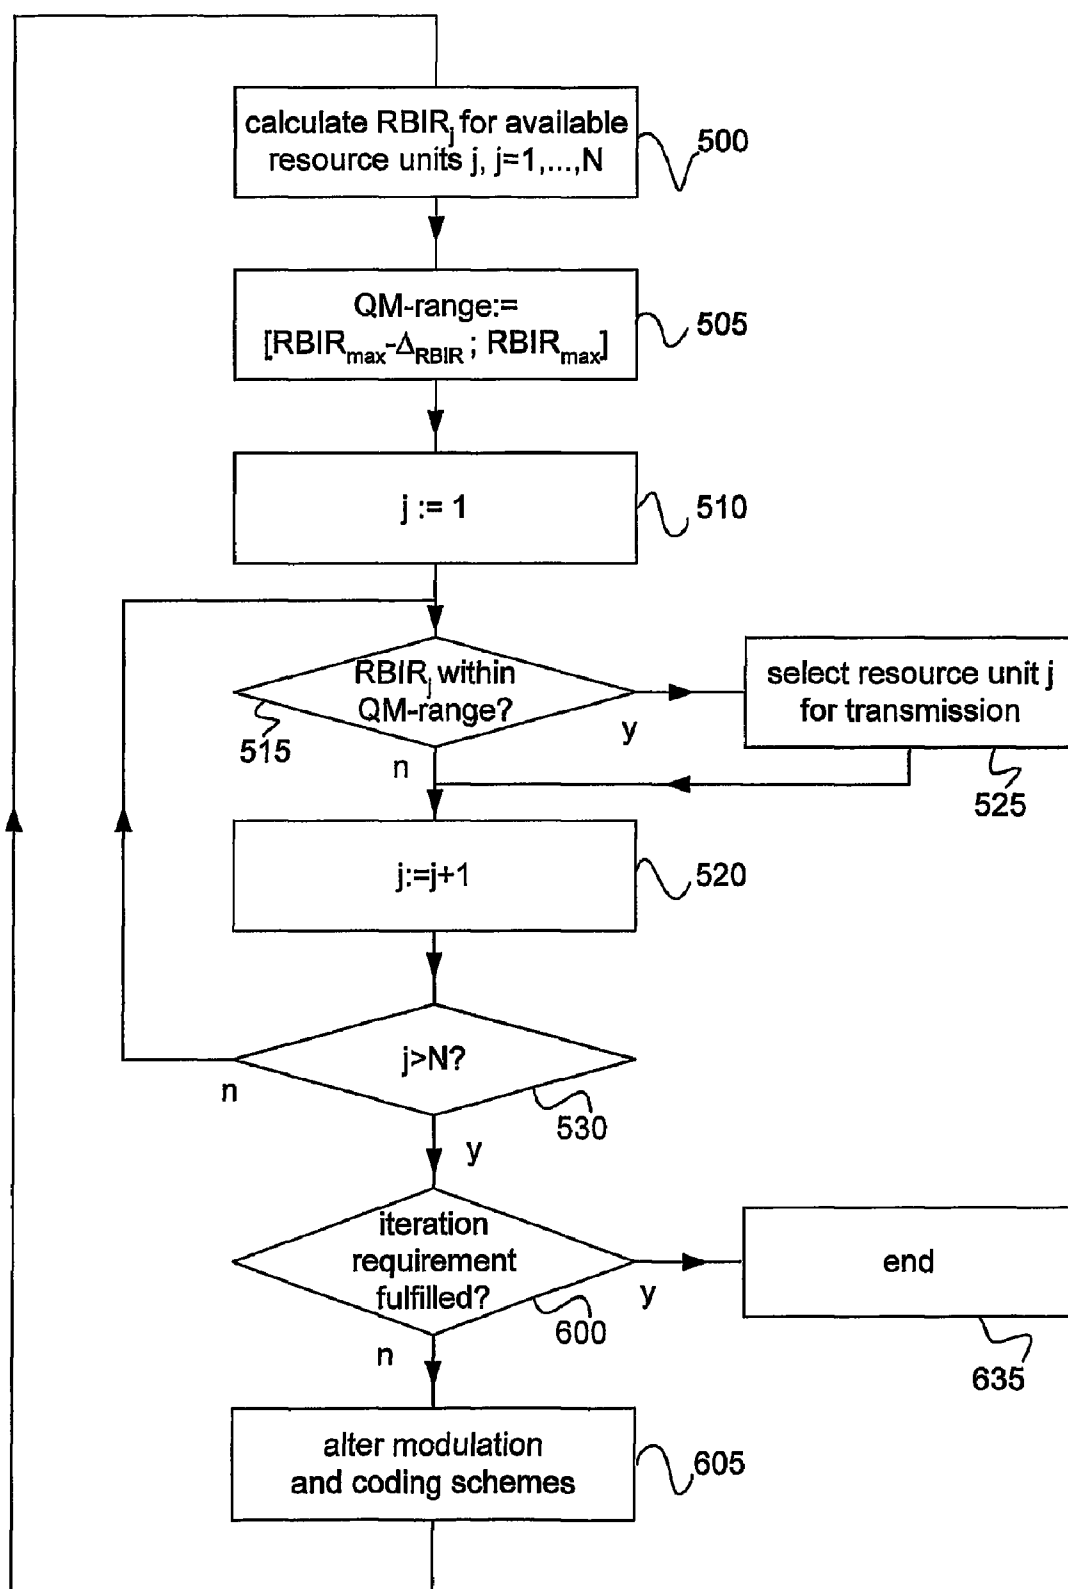 calculate RBIRj for available
resource units j, j=1,...,N
500
QM-range:=
[RBIRmax-ΔRBIR ; RBIRmax]
505
j := 1
510
RBIRj within
QM-range?
515
y
n
select resource unit j
for transmission
525
j:=j+1
520
j>N?
n
530
y
iteration
requirement
fulfilled?
600
y
n
end
635
alter modulation
and coding schemes
605